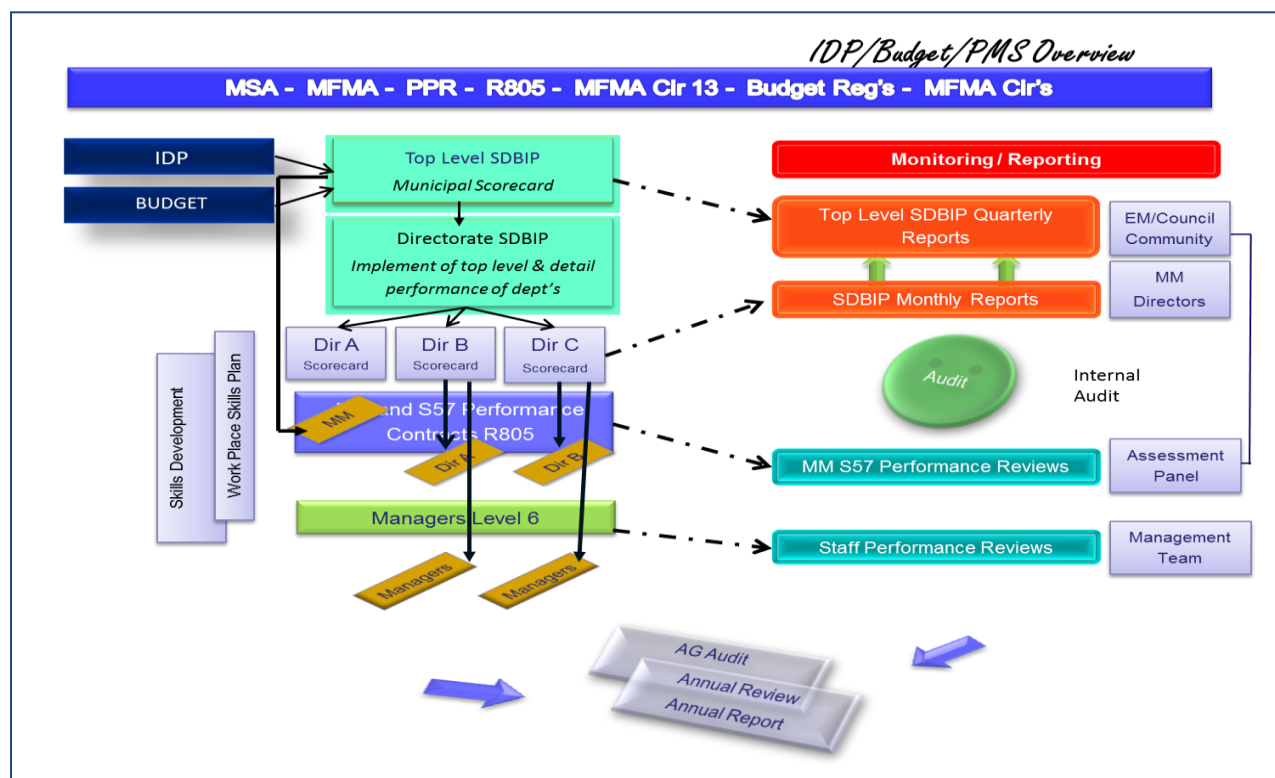 IDP/Budget/PMS Overview
MSA - MFMA - PPR - R805 - MFMA Cir 13 - Budget Reg's - MFMA Cir's
IDP
BUDGET
Top Level SDBIP
Municipal Scorecard
Directorate SDBIP
Implement of top level & detail
performance of dept's
Dir A
Scorecard
Dir B
Scorecard
Dir C
Scorecard
Skills Development
Work Place Skills Plan
MM
and S57 Performance
Contracts R805
Dir A
Dir B
Managers Level 6
Managers
Managers
Monitoring / Reporting
Top Level SDBIP Quarterly
Reports
EM/Council
Community
SDBIP Monthly Reports
MM
Directors
Audit
Internal
Audit
MM S57 Performance Reviews
Assessment
Panel
Staff Performance Reviews
Management
Team
AG Audit
Annual Review
Annual Report